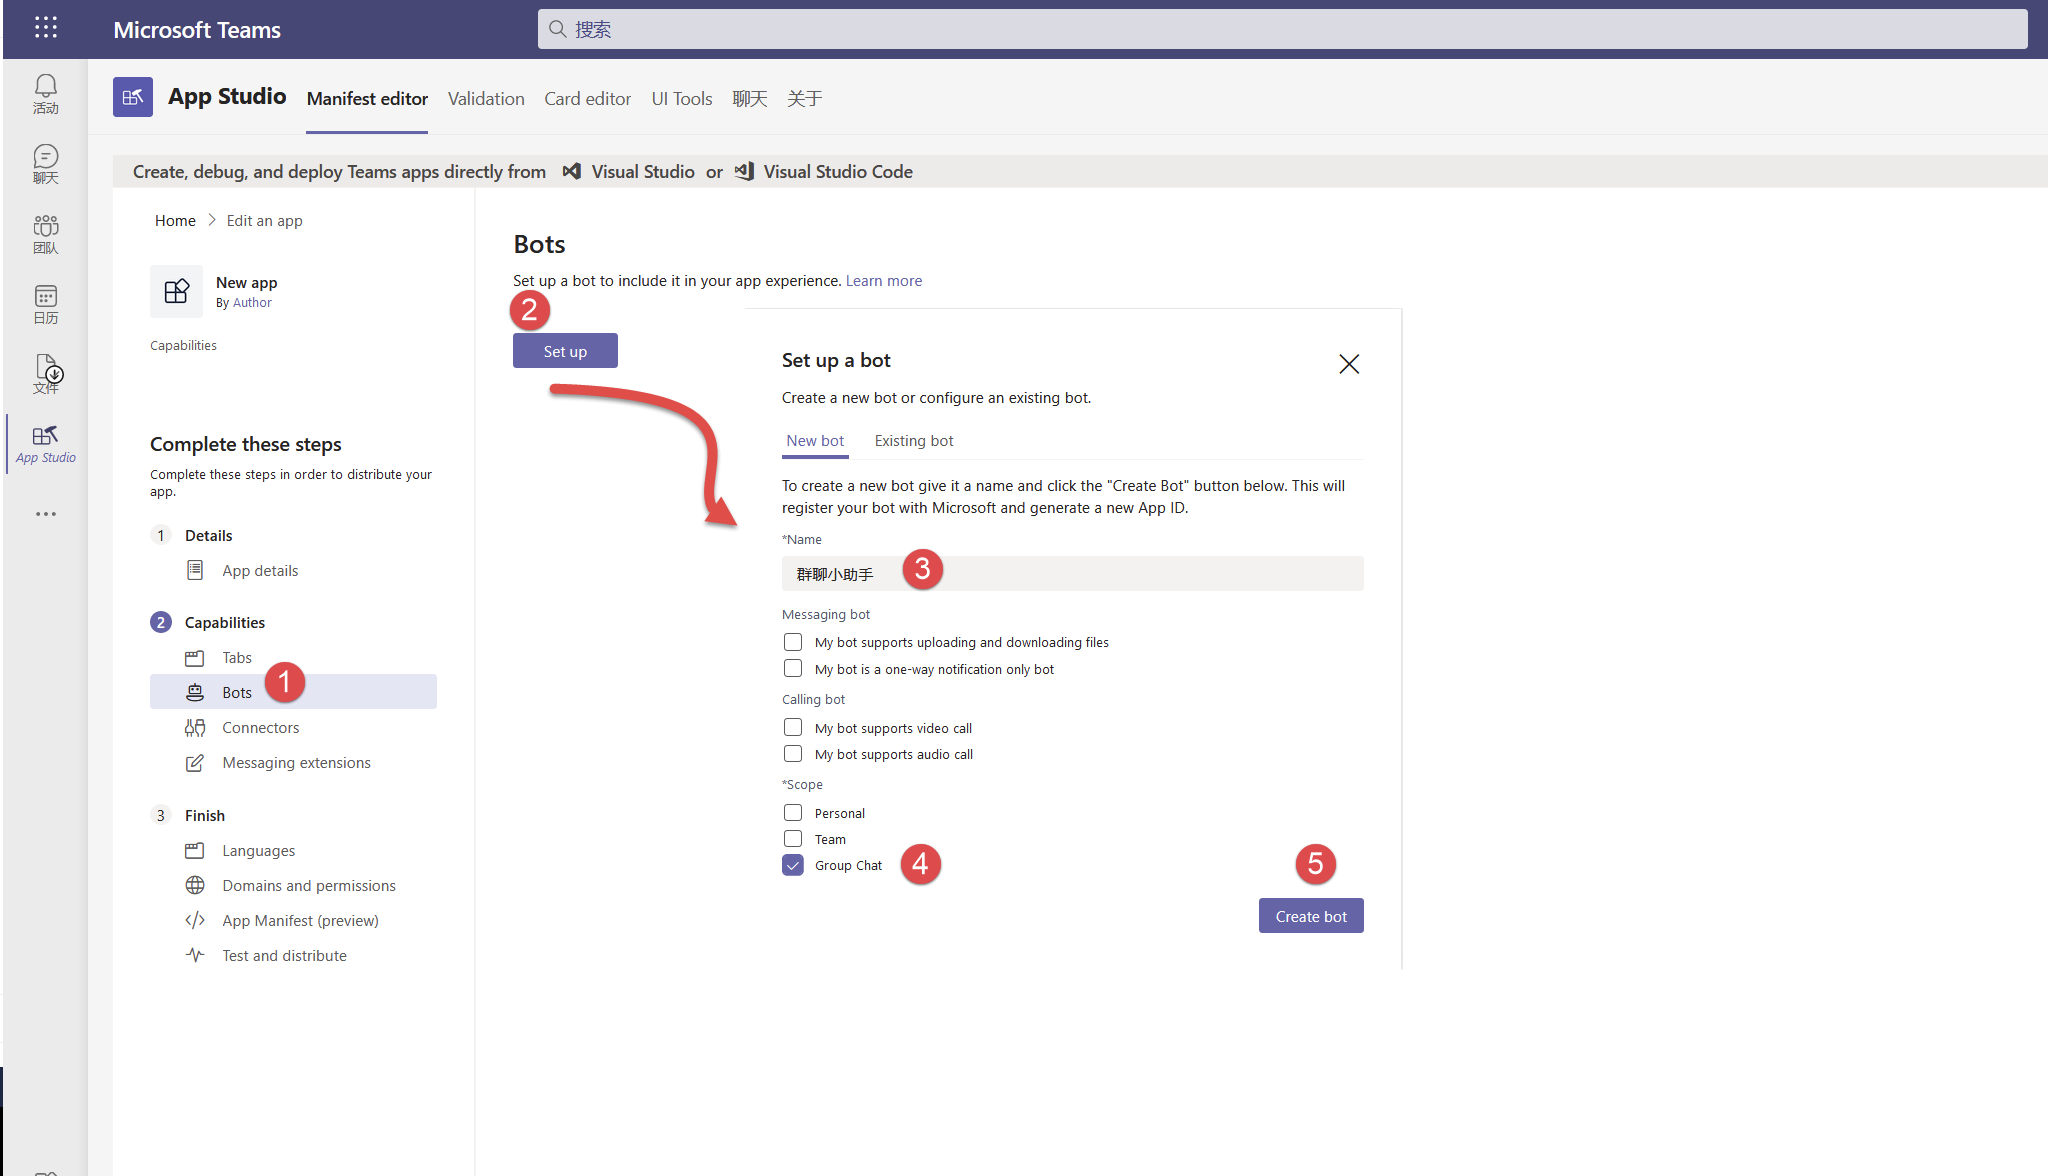 Microsoft Teams
搜索
活动
聊天
团队
日历
文件
App Studio
App Studio
Manifest editor
Validation
Card editor
UI Tools
聊天
关于
Create, debug, and deploy Teams apps directly from Visual Studio or Visual Studio Code
Home > Edit an app
New app
By Author
Capabilities
Complete these steps
Complete these steps in order to distribute your
app.
1 Details
App details
2 Capabilities
Tabs
Bots
1
Connectors
Messaging extensions
3 Finish
Languages
Domains and permissions
App Manifest (preview)
Test and distribute
Bots
Set up a bot to include it in your app experience. Learn more
2
Set up
Set up a bot
Create a new bot or configure an existing bot.
New bot
Existing bot
To create a new bot give it a name and click the "Create Bot" button below. This will
register your bot with Microsoft and generate a new App ID.
*Name
群聊小助手
3
Messaging bot
My bot supports uploading and downloading files
My bot is a one-way notification only bot
Calling bot
My bot supports video call
My bot supports audio call
*Scope
Personal
Team
Group Chat
4
5
Create bot